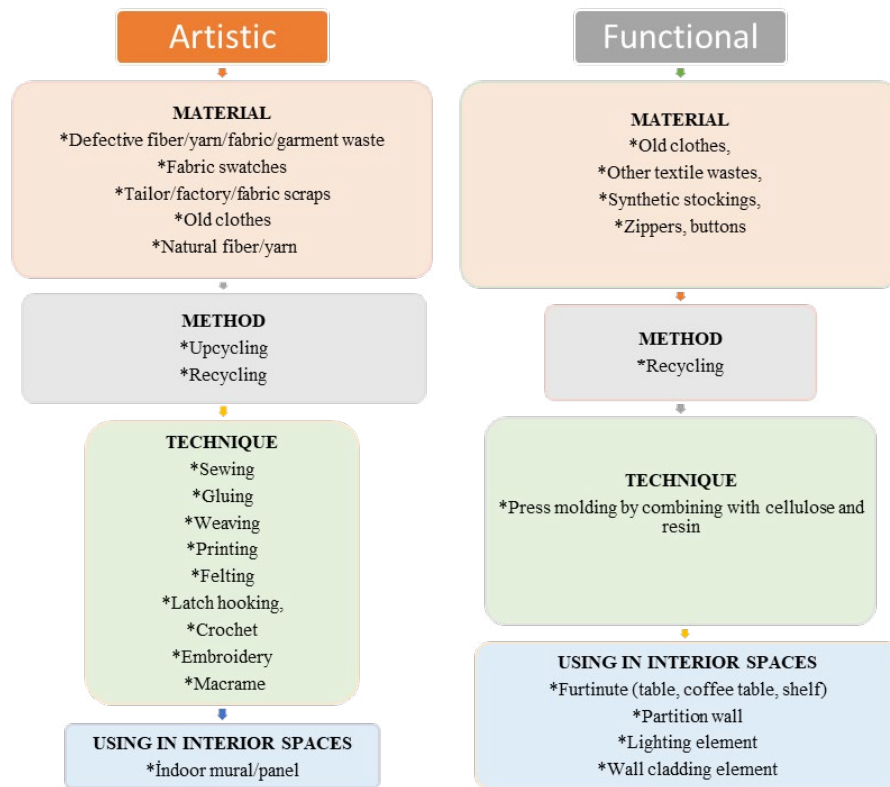 Artistic
MATERIAL
*Defective fiber/yarn/fabric/garment waste
*Fabric swatches
*Tailor/factory/fabric scraps
*Old clothes
*Natural fiber/yarn
METHOD
*Upcycling
*Recycling
TECHNIQUE
*Sewing
*Gluing
*Weaving
*Printing
*Felting
*Latch hooking,
*Crochet
*Embroidery
*Macrame
USING IN INTERIOR SPACES
*İndoor mural/panel
Functional
MATERIAL
*Old clothes,
*Other textile wastes,
*Synthetic stockings,
*Zippers, buttons
METHOD
*Recycling
TECHNIQUE
*Press molding by combining with cellulose and
resin
USING IN INTERIOR SPACES
*Furtinute (table, coffee table, shelf)
*Partition wall
*Lighting element
*Wall cladding element